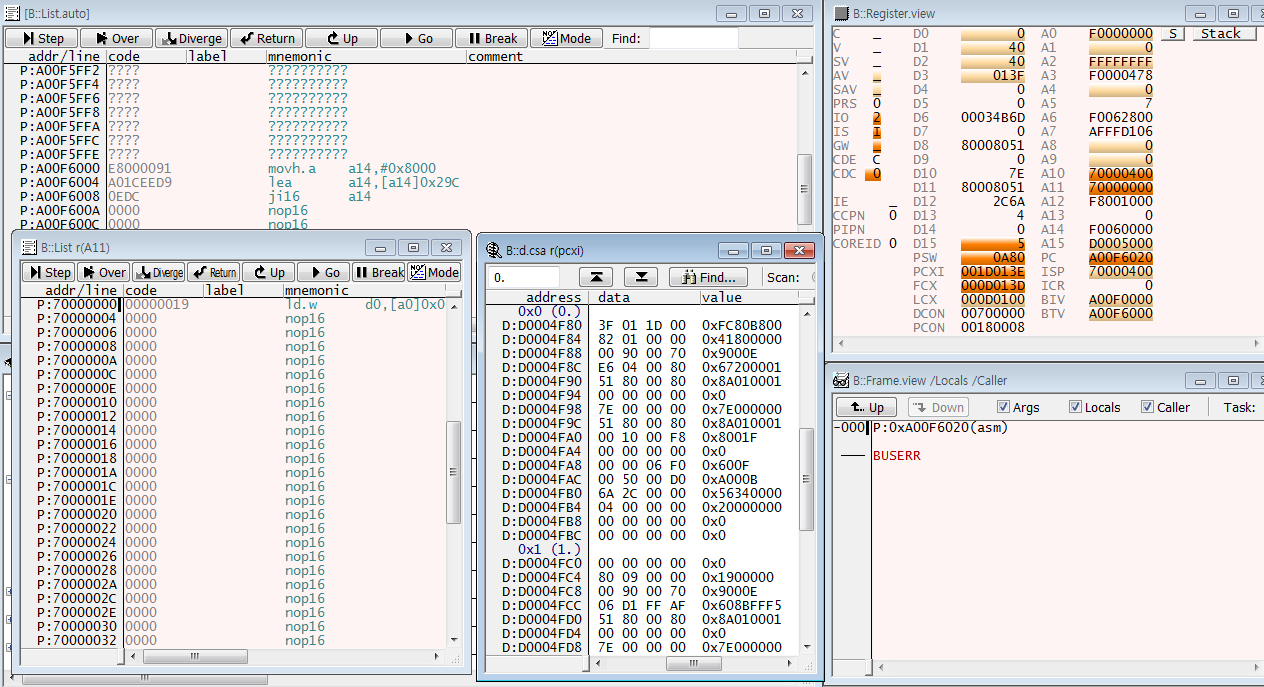 [B::List.auto]
Step Over Diverge Return Up Go Break Mode Find:
addr/line code label mnemonic comment
P:A00F5FF2 ???? ??????????
P:A00F5FF4 ???? ??????????
P:A00F5FF6 ???? ??????????
P:A00F5FF8 ???? ??????????
P:A00F5FFA ???? ??????????
P:A00F5FFC ???? ??????????
P:A00F5FFE ???? ??????????
P:A00F6000 E8000091 movh.a a14,#0x8000
P:A00F6004 A01CEED9 lea a14,[a14]0x29C
P:A00F6008 0EDC ji16 a14
P:A00F600A 0000 nop16
P:A00F600C 0000 nop16
B::List r(A11)
Step Over Diverge Return Up Go Break Mode
addr/line code label mnemonic
P:70000000 00000019 ld.w d0,[a0]0x0
P:70000004 0000 nop16
P:70000006 0000 nop16
P:70000008 0000 nop16
P:7000000A 0000 nop16
P:7000000C 0000 nop16
P:7000000E 0000 nop16
P:70000010 0000 nop16
P:70000012 0000 nop16
P:70000014 0000 nop16
P:70000016 0000 nop16
P:70000018 0000 nop16
P:7000001A 0000 nop16
P:7000001C 0000 nop16
P:7000001E 0000 nop16
P:70000020 0000 nop16
P:70000022 0000 nop16
P:70000024 0000 nop16
P:70000026 0000 nop16
P:70000028 0000 nop16
P:7000002A 0000 nop16
P:7000002C 0000 nop16
P:7000002E 0000 nop16
P:70000030 0000 nop16
P:70000032 0000 nop16
B::d.csa r(pcxi)
0. Find... Scan:
address data value
0x0 (0.)
D:D0004F80 3F 01 1D 00 0xFC80B800
D:D0004F84 82 01 00 00 0x41800000
D:D0004F88 00 90 00 70 0x9000E
D:D0004F8C E6 04 00 80 0x67200001
D:D0004F90 51 80 00 80 0x8A010001
D:D0004F94 00 00 00 00 0x0
D:D0004F98 7E 00 00 00 0x7E000000
D:D0004F9C 51 80 00 80 0x8A010001
D:D0004FA0 00 10 00 F8 0x8001F
D:D0004FA4 00 00 00 00 0x0
D:D0004FA8 00 00 06 F0 0x600F
D:D0004FAC 00 50 00 D0 0xA000B
D:D0004FB0 6A 2C 00 00 0x56340000
D:D0004FB4 04 00 00 00 0x20000000
D:D0004FB8 00 00 00 00 0x0
D:D0004FBC 00 00 00 00 0x0
0x1 (1.)
D:D0004FC0 00 00 00 00 0x0
D:D0004FC4 80 09 00 00 0x1900000
D:D0004FC8 00 90 00 70 0x9000E
D:D0004FCC 06 D1 FF AF 0x608BFFF5
D:D0004FD0 51 80 00 80 0x8A010001
D:D0004FD4 00 00 00 00 0x0
D:D0004FD8 7E 00 00 00 0x7E000000
B::Register.view
C _ D0 0 A0 F0000000 S Stack
V _ D1 40 A1 0
SV _ D2 40 A2 FFFFFFFF
AV _ D3 013F A3 F0000478
SAV _ D4 0 A4 0
PRS 0 D5 0 A5 7
IO 2 D6 00034B6D A6 F0062800
IS I D7 0 A7 AFFFD106
GW _ D8 80008051 A8 0
CDE C D9 0 A9 0
CDC 0 D10 7E A10 70000400
D11 80008051 A11 70000000
IE _ D12 2C6A A12 F8001000
CCPN 0 D13 4 A13 0
PIPN D14 0 A14 F0060000
COREID 0 D15 5 A15 D0005000
PSW 0A80 PC A00F6020
PCXI 001D013E ISP 70000400
FCX 000D013D ICR 0
LCX 000D0100 BIV A00F0000
DCON 00700000 BTV A00F6000
PCON 00180008
B::Frame.view /Locals /Caller
Up Down Args Locals Caller Task:
-000 P:0xA00F6020(asm)
BUSERR